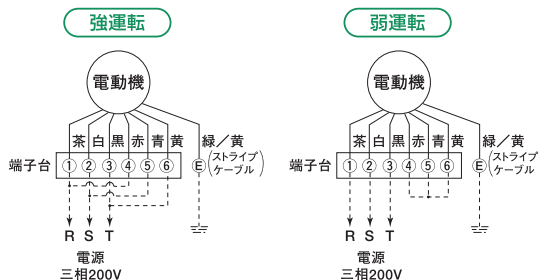 強運転
電動機
茶 白 黒 赤 青 黄 緑／黄
(ストライプ
ケーブル)
端子台 ① ② ③ ④ ⑤ ⑥ Ⓔ
R S T
電源
三相200V
弱運転
電動機
茶 白 黒 赤 青 黄 緑／黄
(ストライプ
ケーブル)
端子台 ① ② ③ ④ ⑤ ⑥ Ⓔ
R S T
電源
三相200V